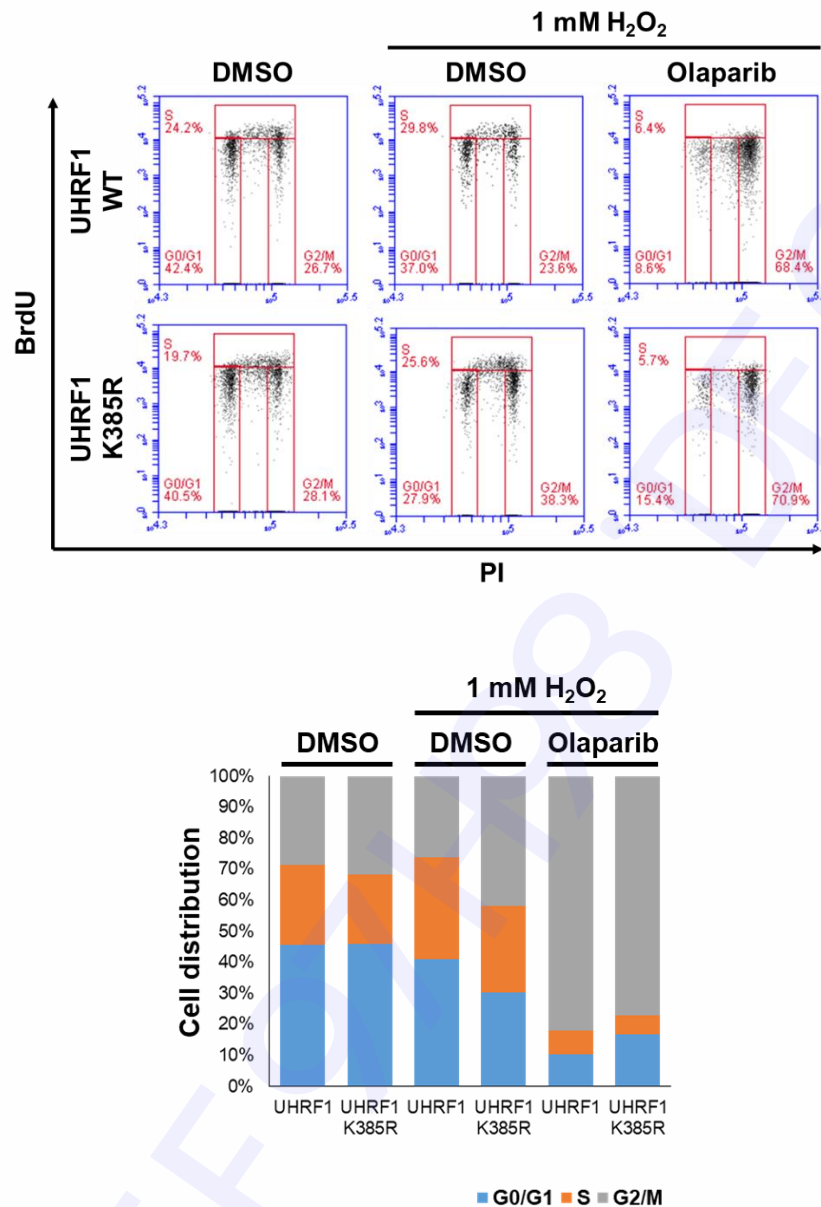 1 mM H₂O₂
DMSO DMSO Olaparib
BrdU
UHRF1
WT
S
24.2%
G0/G1
42.4%
G2/M
26.7%
S
29.8%
G0/G1
37.0%
G2/M
23.6%
S
6.4%
G0/G1
8.6%
G2/M
68.4%
UHRF1
K385R
S
19.7%
G0/G1
40.5%
G2/M
28.1%
S
25.6%
G0/G1
27.9%
G2/M
38.3%
S
5.7%
G0/G1
15.4%
G2/M
70.9%
PI
1 mM H₂O₂
DMSO DMSO Olaparib
Cell distribution
100%
90%
80%
70%
60%
50%
40%
30%
20%
10%
0%
UHRF1 UHRF1 UHRF1 UHRF1 UHRF1 UHRF1
K385R K385R K385R
G0/G1 S G2/M